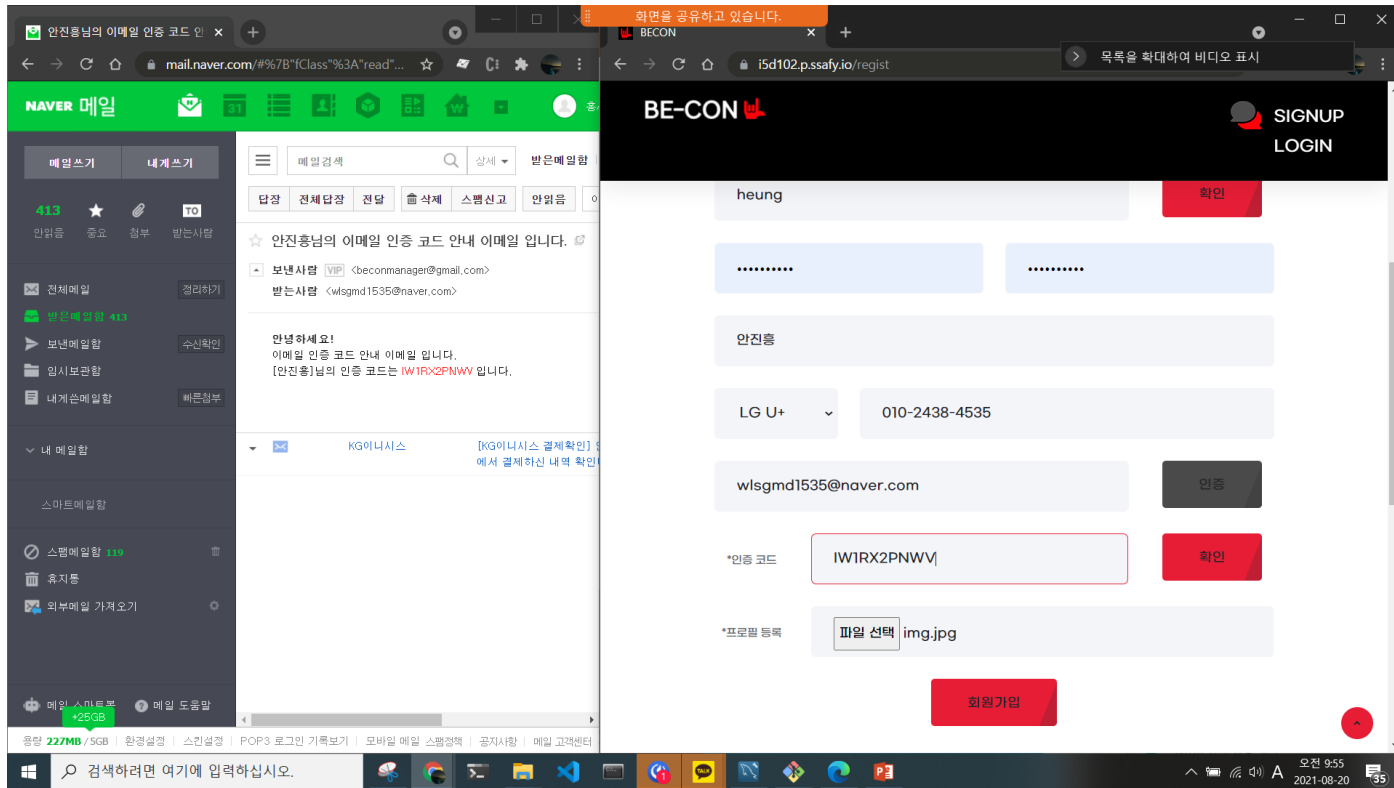 화면을 공유하고 있습니다.
안진흥님의 이메일 인증 코드 안
mail.naver.com/#%7B"fClass"%3A"read"...
NAVER 메일
31
메일쓰기
내게쓰기
413
TO
안읽음
중요
첨부
받는사람
전체메일
정리하기
받은메일함 413
보낸메일함
수신확인
임시보관함
내게쓴메일함
빠른첨부
내 메일함
스마트메일함
스팸메일함 119
휴지통
외부메일 가져오기
메일 스마트봇
메일 도움말
+25GB
용량 227MB / 5GB
환경설정
스킨설정
POP3 로그인 기록보기
모바일 메일
스팸정책
공지사항
메일 고객센터
메일검색
상세
받은메일함
답장
전체답장
전달
삭제
스팸신고
안읽음
안진흥님의 이메일 인증 코드 안내 이메일 입니다.
보낸사람 VIP <beconmanager@gmail.com>
받는사람 <wlsgmd1535@naver.com>
안녕하세요!
이메일 인증 코드 안내 이메일 입니다.
[안진흥]님의 인증 코드는 IW1RX2PNWV 입니다.
KG이니시스
[KG이니시스 결제확인]
에서 결제하신 내역 확인
BECON
목록을 확대하여 비디오 표시
i5d102.p.ssafy.io/regist
BE-CON
SIGNUP
LOGIN
heung
확인
안진흥
LG U+
010-2438-4535
wlsgmd1535@naver.com
인증
*인증 코드
IW1RX2PNWV
확인
*프로필 등록
파일 선택 img.jpg
회원가입
검색하려면 여기에 입력하십시오.
TALK
A
오전 9:55
2021-08-20
35